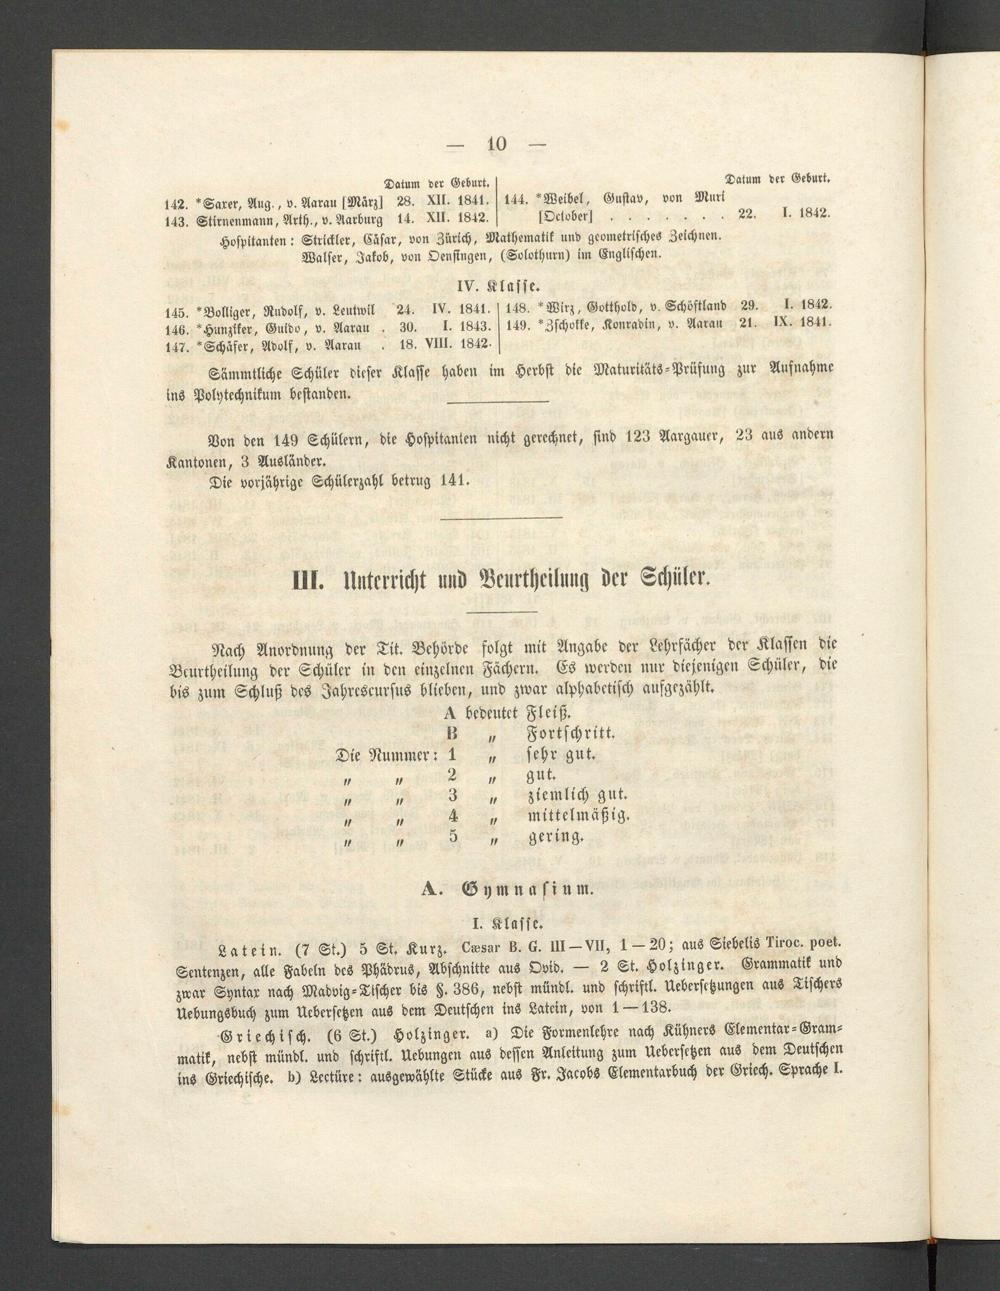 — 10 —
Datum der Geburt.
142. *Saxer, Aug., v. Aarau [März] 28. XII. 1841.
143. Stirnenmann, Arth., v. Aarburg 14. XII. 1842.
Datum der Geburt.
144. *Weibel, Gustav, von Muri
[October] . . . . . . . 22. I. 1842.
Hospitanten: Strickler, Cäsar, von Zürich, Mathematik und geometrisches Zeichnen.
Walser, Jakob, von Oensingen, (Solothurn) im Englischen.
IV. Klasse.
145. *Bolliger, Rudolf, v. Leutwil 24. IV. 1841.
146. *Hunziker, Guido, v. Aarau . 30. I. 1843.
147. *Schäfer, Adolf, v. Aarau . 18. VIII. 1842.
148. *Wirz, Gotthold, v. Schöftland 29. I. 1842.
149. *Zschokke, Konradin, v. Aarau 21. IX. 1841.
Sämmtliche Schüler dieser Klasse haben im Herbst die Maturitäts-Prüfung zur Aufnahme
ins Polytechnikum bestanden.
Von den 149 Schülern, die Hospitanten nicht gerechnet, sind 123 Aargauer, 23 aus andern
Kantonen, 3 Ausländer.
Die vorjährige Schülerzahl betrug 141.
III. Unterricht und Beurtheilung der Schüler.
Nach Anordnung der Tit. Behörde folgt mit Angabe der Lehrfächer der Klassen die
Beurtheilung der Schüler in den einzelnen Fächern. Es werden nur diejenigen Schüler, die
bis zum Schluß des Jahrescursus blieben, und zwar alphabetisch aufgezählt.
A bedeutet Fleiß.
B „ Fortschritt.
Die Nummer: 1 „ sehr gut.
„ „ 2 „ gut.
„ „ 3 „ ziemlich gut.
„ „ 4 „ mittelmäßig.
„ „ 5 „ gering.
A. Gymnasium.
I. Klasse.
Latein. (7 St.) 5 St. Kurz. Cæsar B. G. III—VII, 1—20; aus Siebelis Tiroc. poet.
Sentenzen, alle Fabeln des Phädrus, Abschnitte aus Ovid. — 2 St. Holzinger. Grammatik und
zwar Syntax nach Madvig-Tischer bis §. 386, nebst mündl. und schriftl. Uebersetzungen aus Tischers
Uebungsbuch zum Uebersetzen aus dem Deutschen ins Latein, von 1—138.
Griechisch. (6 St.) Holzinger. a) Die Formenlehre nach Kühners Elementar-Gram-
matik, nebst mündl. und schriftl. Uebungen aus dessen Anleitung zum Uebersetzen aus dem Deutschen
ins Griechische. b) Lectüre: ausgewählte Stücke aus Fr. Jacobs Elementarbuch der Griech. Sprache I.